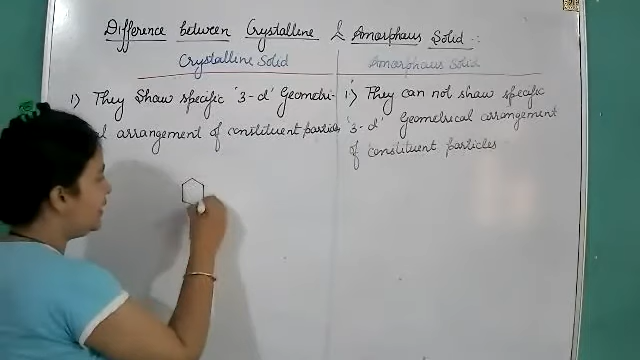 Difference between Crystalline & Amorphous Solid :
Crystalline Solid
Amorphous Solid
1) They Show specific '3-d' Geometri-
al arrangement of constituent particles
1) They can not show specific
'3-d' Geometrical arrangement
of constituent particles